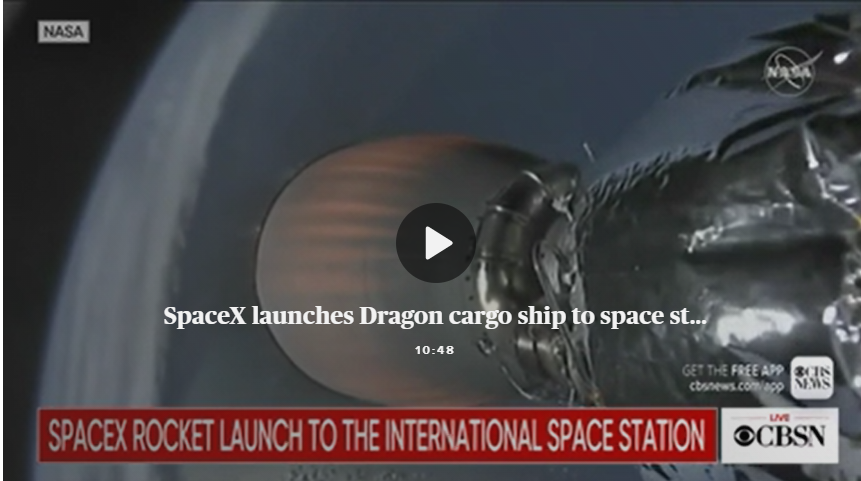 NASA
NASA
SpaceX launches Dragon cargo ship to space st...
10:48
GET THE FREE APP
cbsnews.com/app
CBS
NEWS
SPACEX ROCKET LAUNCH TO THE INTERNATIONAL SPACE STATION
LIVE
CBSN